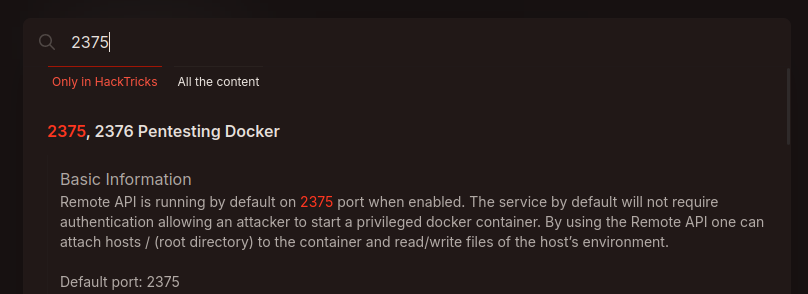 2375
Only in HackTricks All the content
2375, 2376 Pentesting Docker
Basic Information
Remote API is running by default on 2375 port when enabled. The service by default will not require
authentication allowing an attacker to start a privileged docker container. By using the Remote API one can
attach hosts / (root directory) to the container and read/write files of the host’s environment.
Default port: 2375